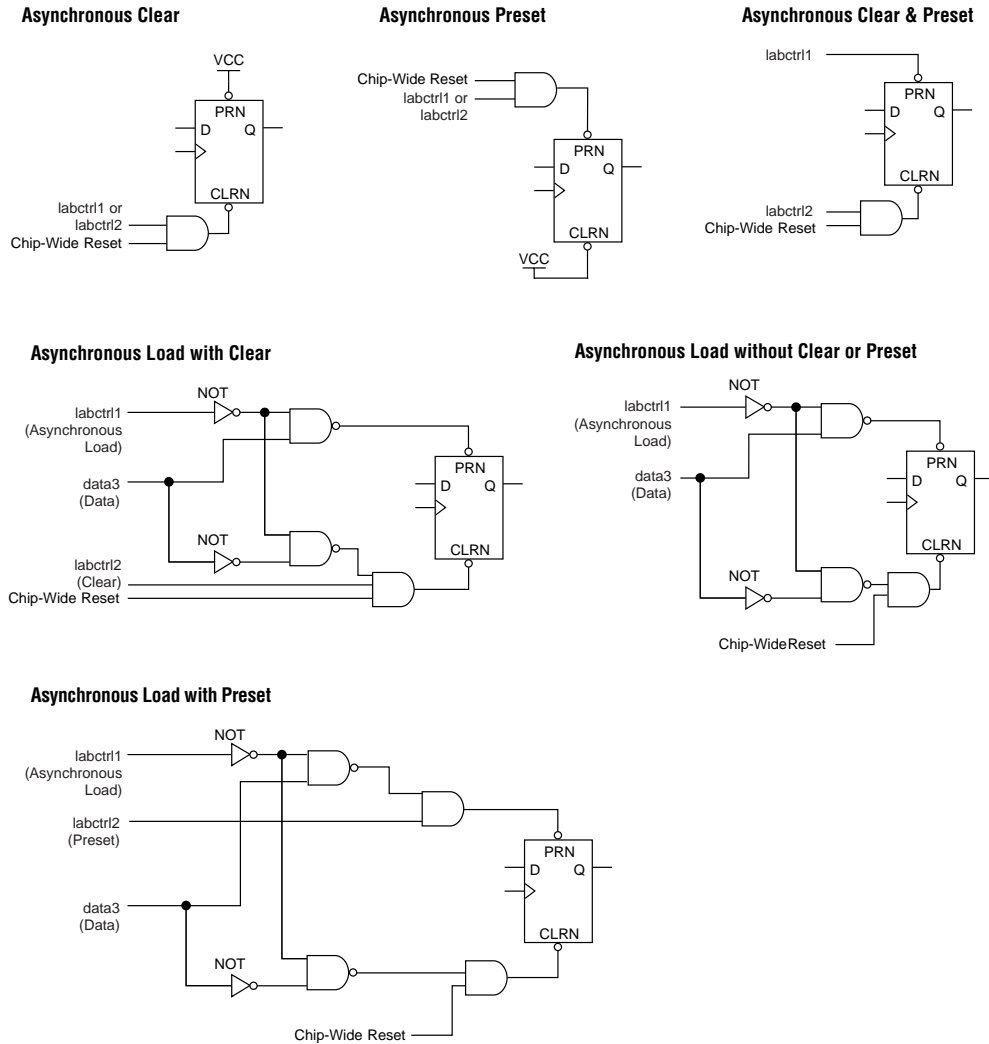 Asynchronous Clear
VCC
PRN
D Q
CLRN
labctrl1 or
labctrl2
Chip-Wide Reset
Asynchronous Preset
Chip-Wide Reset
labctrl1 or
labctrl2
PRN
D Q
CLRN
VCC
Asynchronous Clear & Preset
labctrl1
PRN
D Q
CLRN
labctrl2
Chip-Wide Reset
Asynchronous Load with Clear
NOT
labctrl1
(Asynchronous
Load)
PRN
D Q
data3
(Data)
NOT
CLRN
labctrl2
(Clear)
Chip-Wide Reset
Asynchronous Load without Clear or Preset
NOT
labctrl1
(Asynchronous
Load)
PRN
D Q
data3
(Data)
CLRN
NOT
Chip-WideReset
Asynchronous Load with Preset
NOT
labctrl1
(Asynchronous
Load)
labctrl2
(Preset)
PRN
D Q
data3
(Data)
CLRN
NOT
Chip-Wide Reset